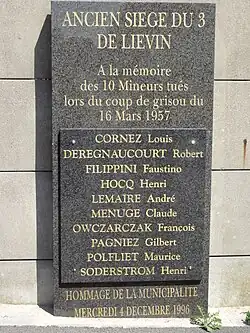 ANCIEN SIEGE DU 3
DE LIEVIN
A la mémoire
des 10 Mineurs tués
lors du coup de grisou du
16 Mars 1957
CORNEZ Louis
DEREGNAUCOURT Robert
FILIPPINI Faustino
HOCQ Henri
LEMAIRE André
MENUGE Claude
OWCZARCZAK François
PAGNIEZ Gilbert
POLFLIET Maurice
SODERSTROM Henri
HOMMAGE DE LA MUNICIPALITE
MERCREDI 4 DECEMBRE 1996